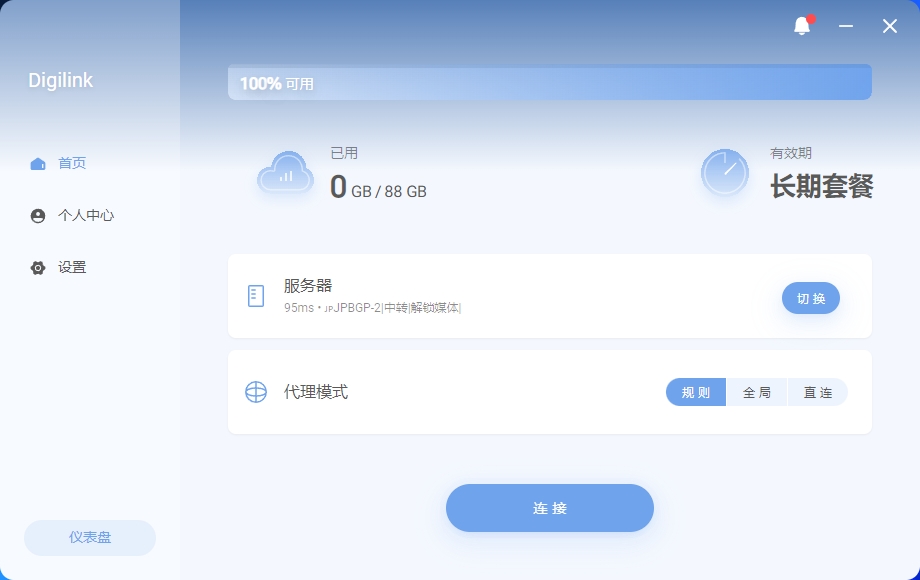 Digilink
首页
个人中心
设置
仪表盘
100% 可用
已用
0 GB / 88 GB
有效期
长期套餐
服务器
95ms • JPJPBGP-2|中转|解锁媒体|
切 换
代理模式
规 则
全 局
直 连
连 接